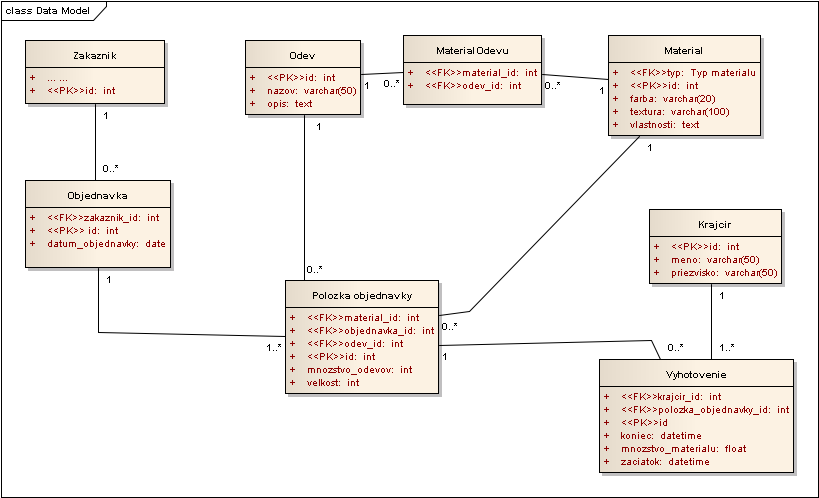 class Data Model
Zakaznik
+ ... ...
+ <<PK>>id: int
1
0..*
Objednavka
+ <<FK>>zakaznik_id: int
+ <<PK>> id: int
+ datum_objednavky: date
1
1..*
Odev
+ <<PK>>id: int
+ nazov: varchar(50)
+ opis: text
1
0..*
1
0..*
MaterialOdevu
+ <<FK>>material_id: int
+ <<FK>>odev_id: int
0..*
1
Material
+ <<FK>>typ: Typ materialu
+ <<PK>>id: int
+ farba: varchar(20)
+ textura: varchar(100)
+ vlastnosti: text
1
0..*
Polozka objednavky
+ <<FK>>material_id: int
+ <<FK>>objednavka_id: int
+ <<FK>>odev_id: int
+ <<PK>>id: int
+ mnozstvo_odevov: int
+ velkost: int
1
0..*
Krajcir
+ <<PK>>id: int
+ meno: varchar(50)
+ priezvisko: varchar(50)
1
1..*
Vyhotovenie
+ <<FK>>krajcir_id: int
+ <<FK>>polozka_objednavky_id: int
+ <<PK>>id
+ koniec: datetime
+ mnozstvo_materialu: float
+ zaciatok: datetime